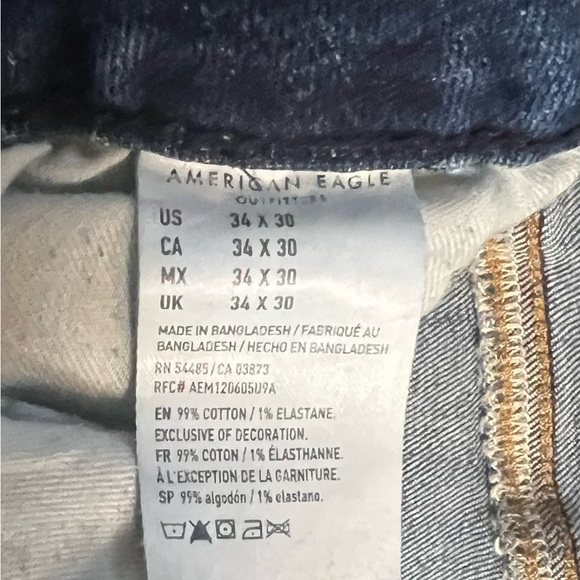 AMERICAN EAGLE
OUTFITTERS
US 34 X 30
CA 34 X 30
MX 34 X 30
UK 34 X 30
MADE IN BANGLADESH / FABRIQUÉ AU
BANGLADESH / HECHO EN BANGLADESH
RN 54485 / CA 03873
RFC# AEM120605U9A
EN 99% COTTON / 1% ELASTANE.
EXCLUSIVE OF DECORATION.
FR 99% COTON / 1% ÉLASTHANNE.
À L'EXCEPTION DE LA GARNITURE.
SP 99% algodón / 1% elastano.